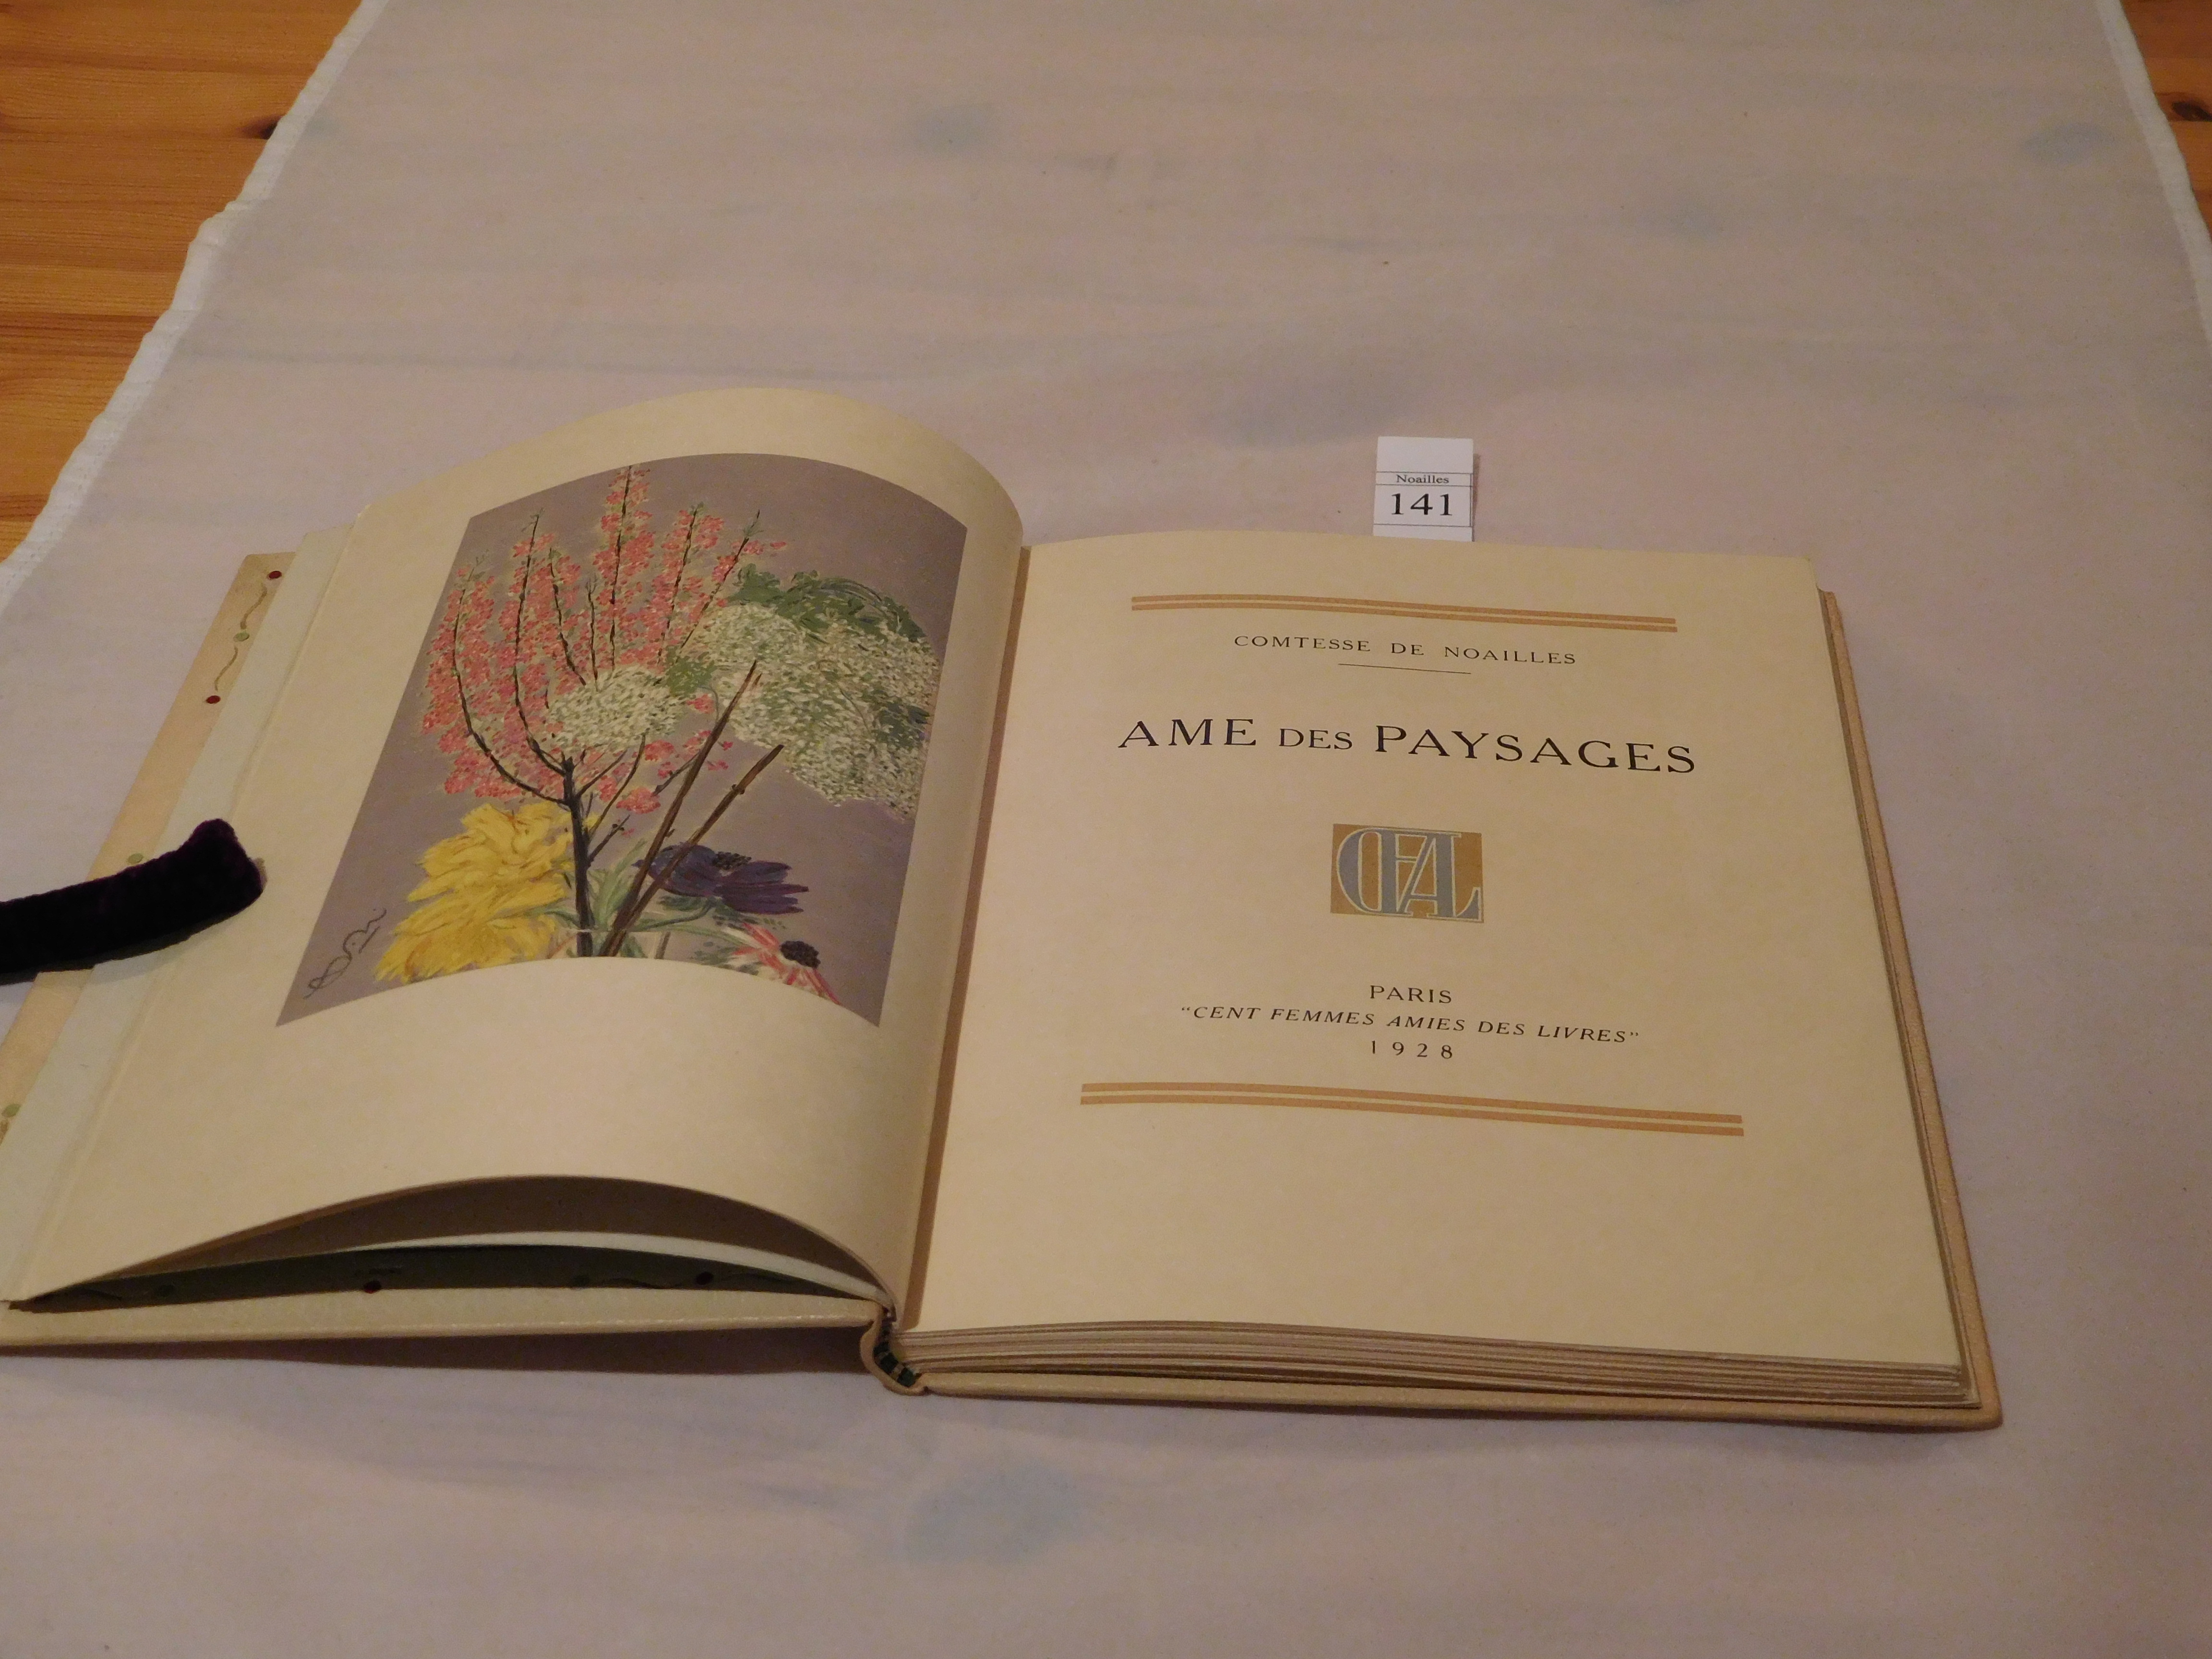 Noailles
141
COMTESSE DE NOAILLES
AME DES PAYSAGES
PARIS
"CENT FEMMES AMIES DES LIVRES"
1928